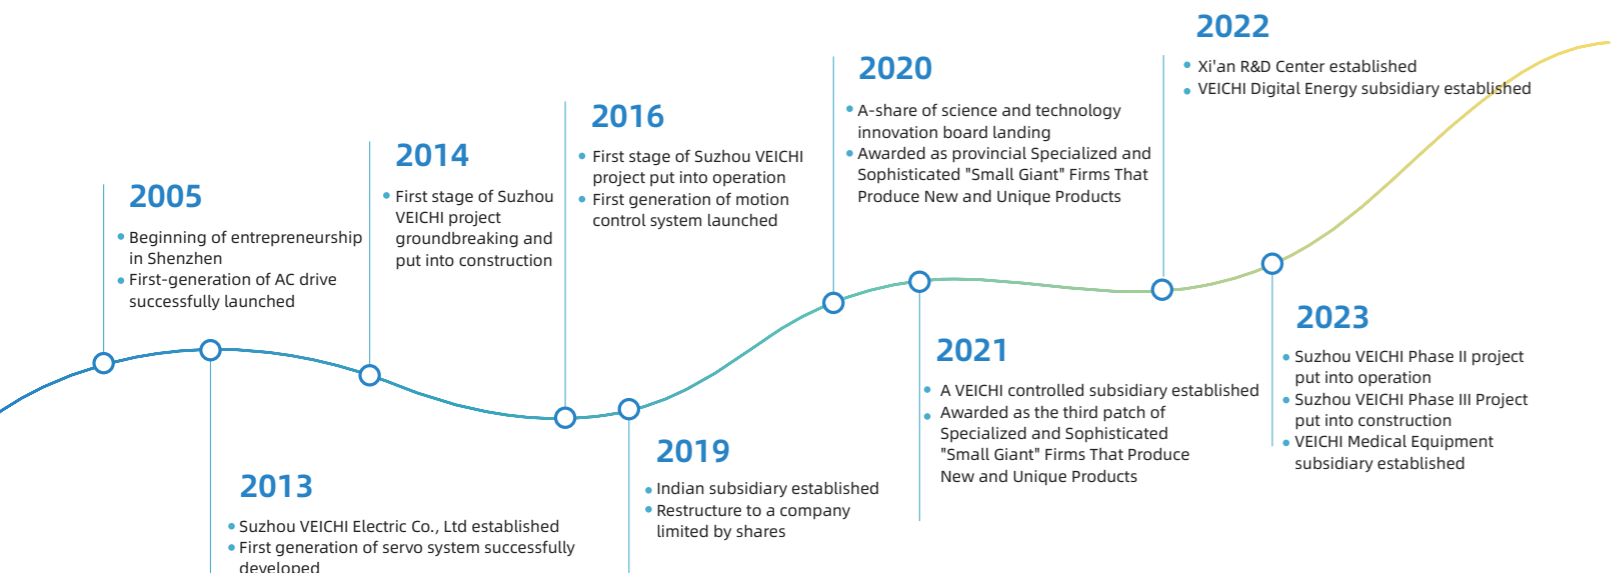 2005
Beginning of entrepreneurship
in Shenzhen
First-generation of AC drive
successfully launched
2013
Suzhou VEICHI Electric Co., Ltd established
First generation of servo system successfully
developed
2014
First stage of Suzhou
VEICHI project
groundbreaking and
put into construction
2016
First stage of Suzhou VEICHI
project put into operation
First generation of motion
control system launched
2019
Indian subsidiary established
Restructure to a company
limited by shares
2020
A-share of science and technology
innovation board landing
Awarded as provincial Specialized and
Sophisticated "Small Giant" Firms That
Produce New and Unique Products
2021
A VEICHI controlled subsidiary established
Awarded as the third patch of
Specialized and Sophisticated
"Small Giant" Firms That Produce
New and Unique Products
2022
Xi'an R&D Center established
VEICHI Digital Energy subsidiary established
2023
Suzhou VEICHI Phase II project
put into operation
Suzhou VEICHI Phase III Project
put into construction
VEICHI Medical Equipment
subsidiary established